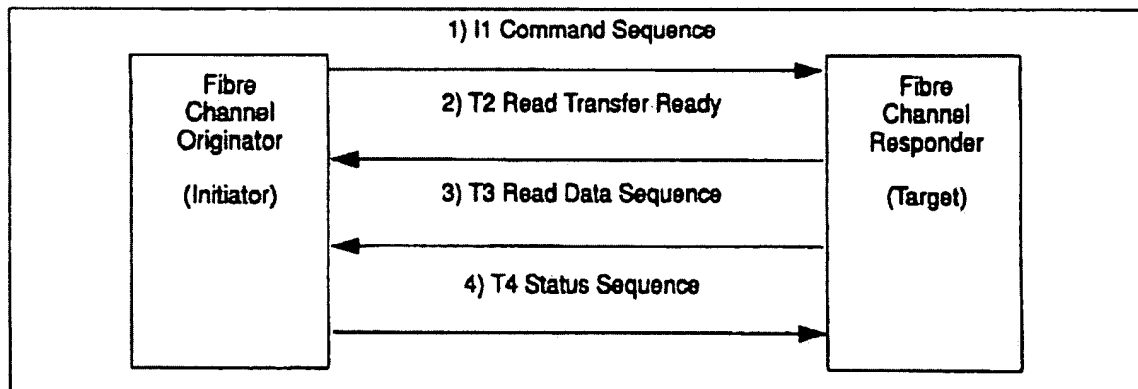 1) I1 Command Sequence
Fibre
Channel
Originator
(Initiator)
2) T2 Read Transfer Ready
3) T3 Read Data Sequence
4) T4 Status Sequence
Fibre
Channel
Responder
(Target)